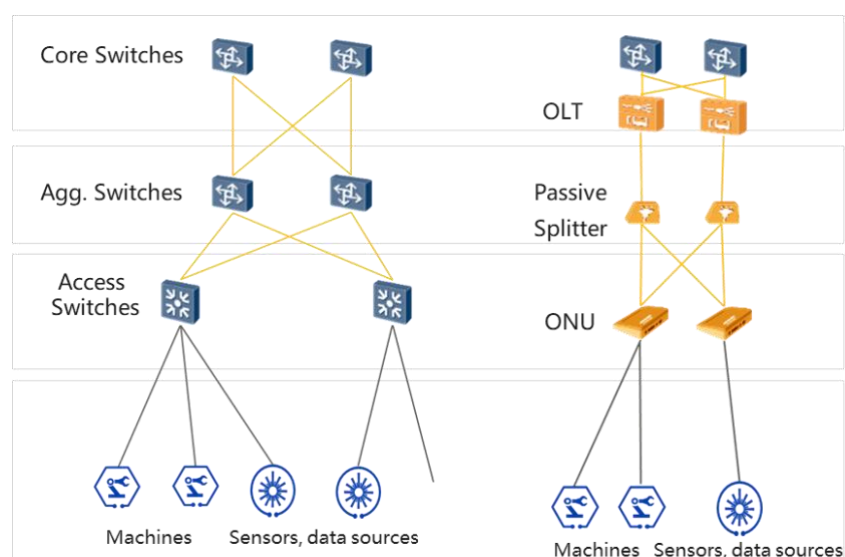 Core Switches
OLT
Agg. Switches
Passive
Splitter
Access
Switches
ONU
Machines
Sensors, data sources
Machines
Sensors, data sources